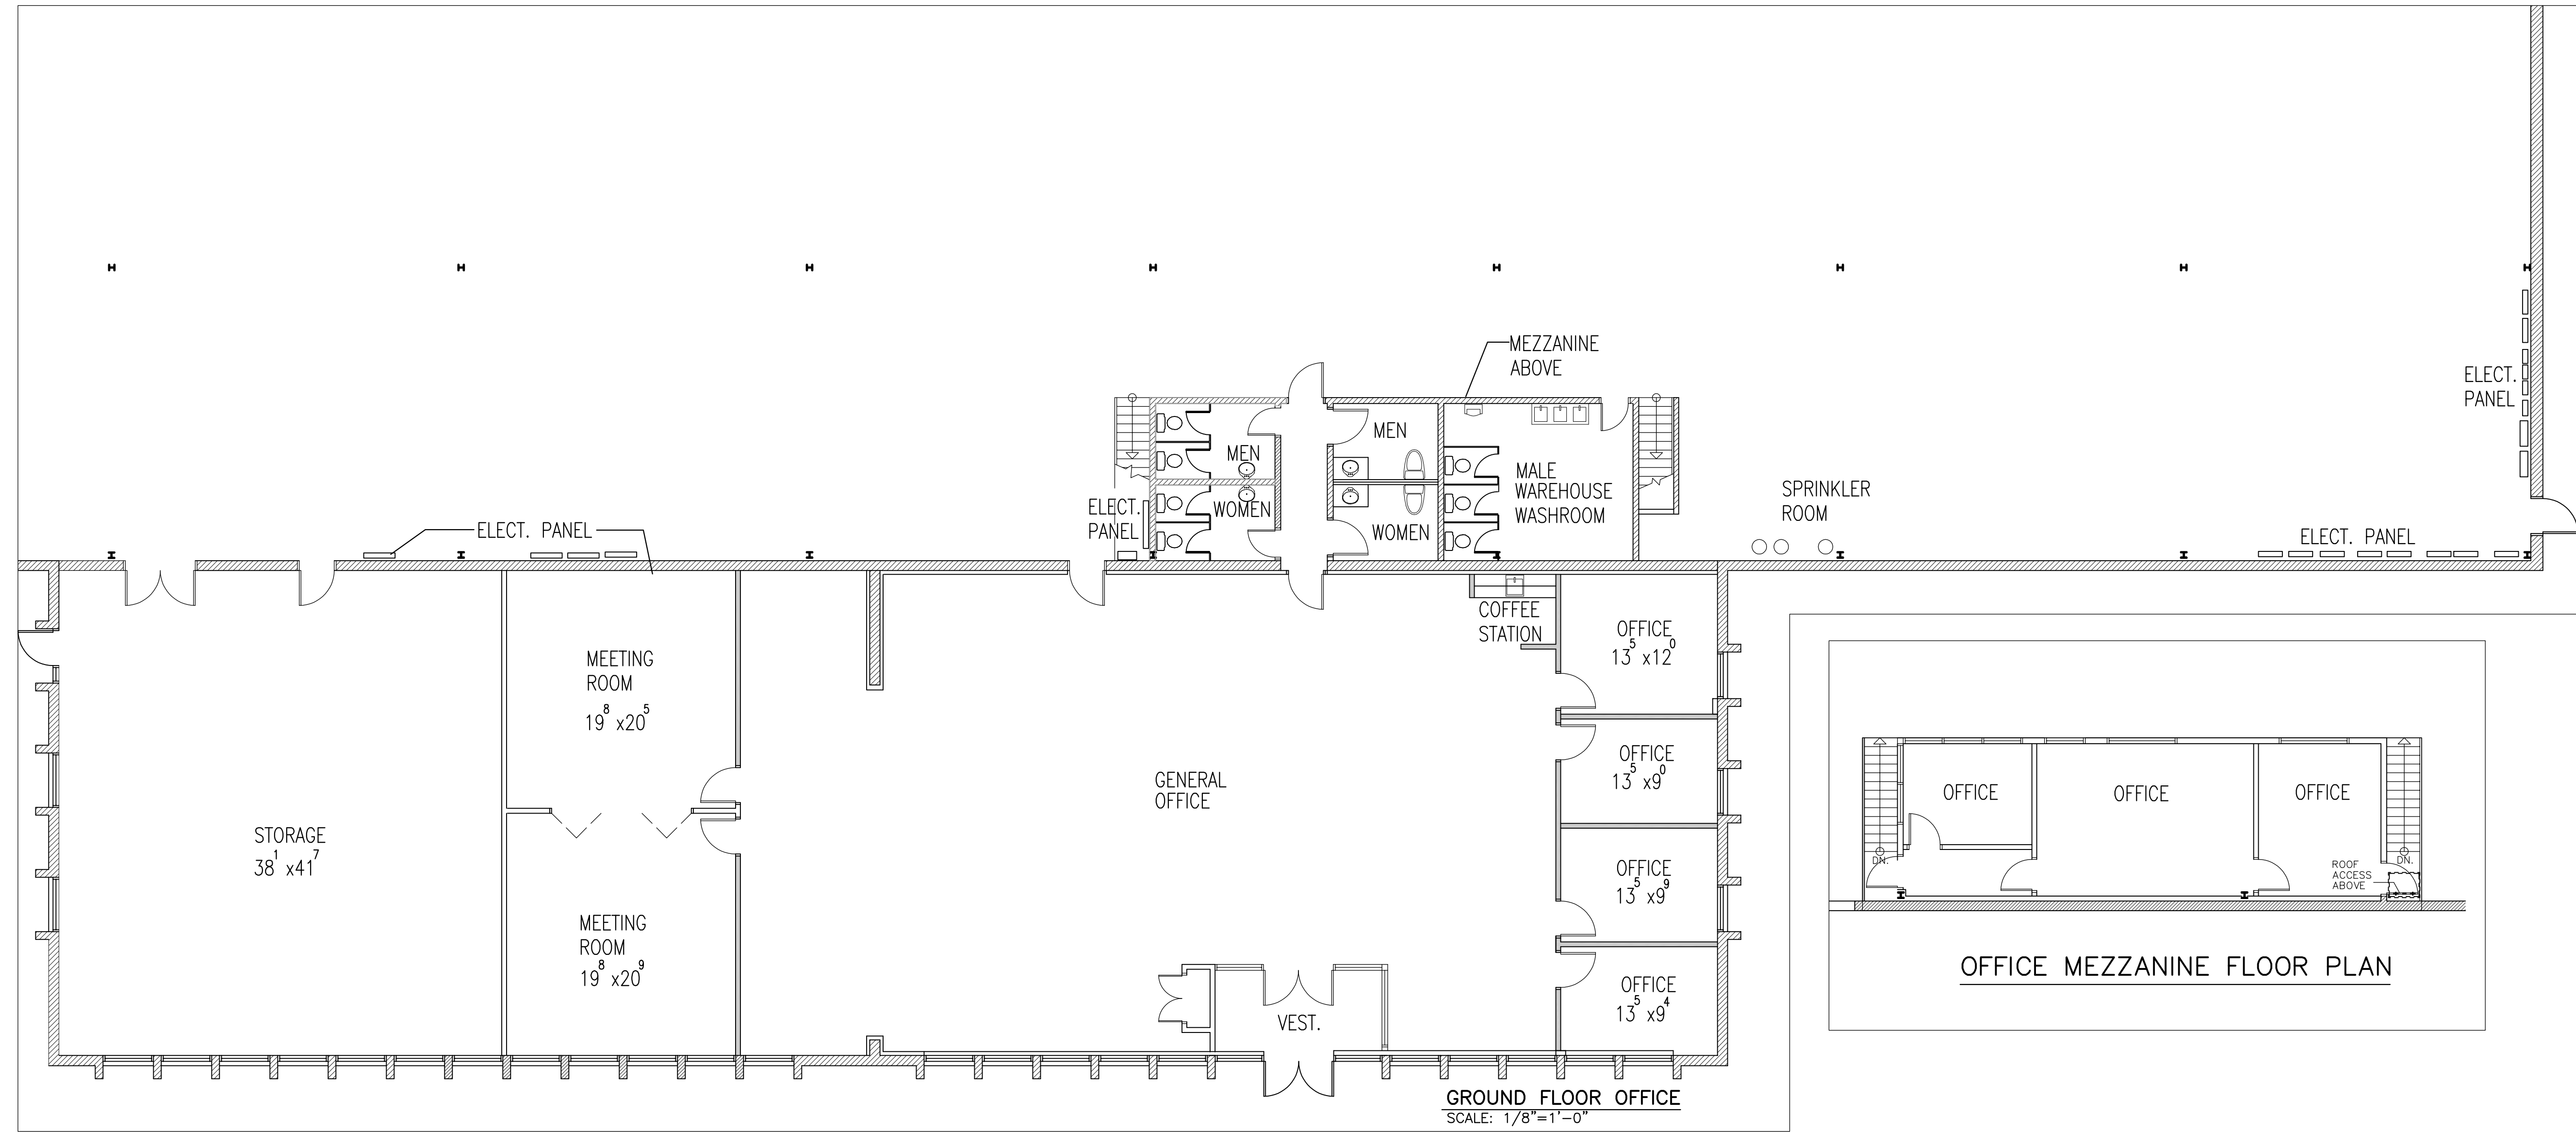 MEZZANINE
ABOVE
ELECT.
PANEL
MEN
MEN
MALE
WAREHOUSE
WASHROOM
ELECT.
PANEL
WOMEN
WOMEN
SPRINKLER
ROOM
ELECT. PANEL
ELECT. PANEL
COFFEE
STATION
OFFICE
13⁵ x12⁰
MEETING
ROOM
19⁸ x20⁵
OFFICE
13⁵ x9⁰
GENERAL
OFFICE
STORAGE
38¹ x41⁷
OFFICE
13⁵ x9⁹
MEETING
ROOM
19⁸ x20⁹
OFFICE
13⁵ x9⁴
VEST.
GROUND FLOOR OFFICE
SCALE: 1/8"=1'-0"
OFFICE
OFFICE
OFFICE
DN.
DN.
ROOF
ACCESS
ABOVE
OFFICE MEZZANINE FLOOR PLAN